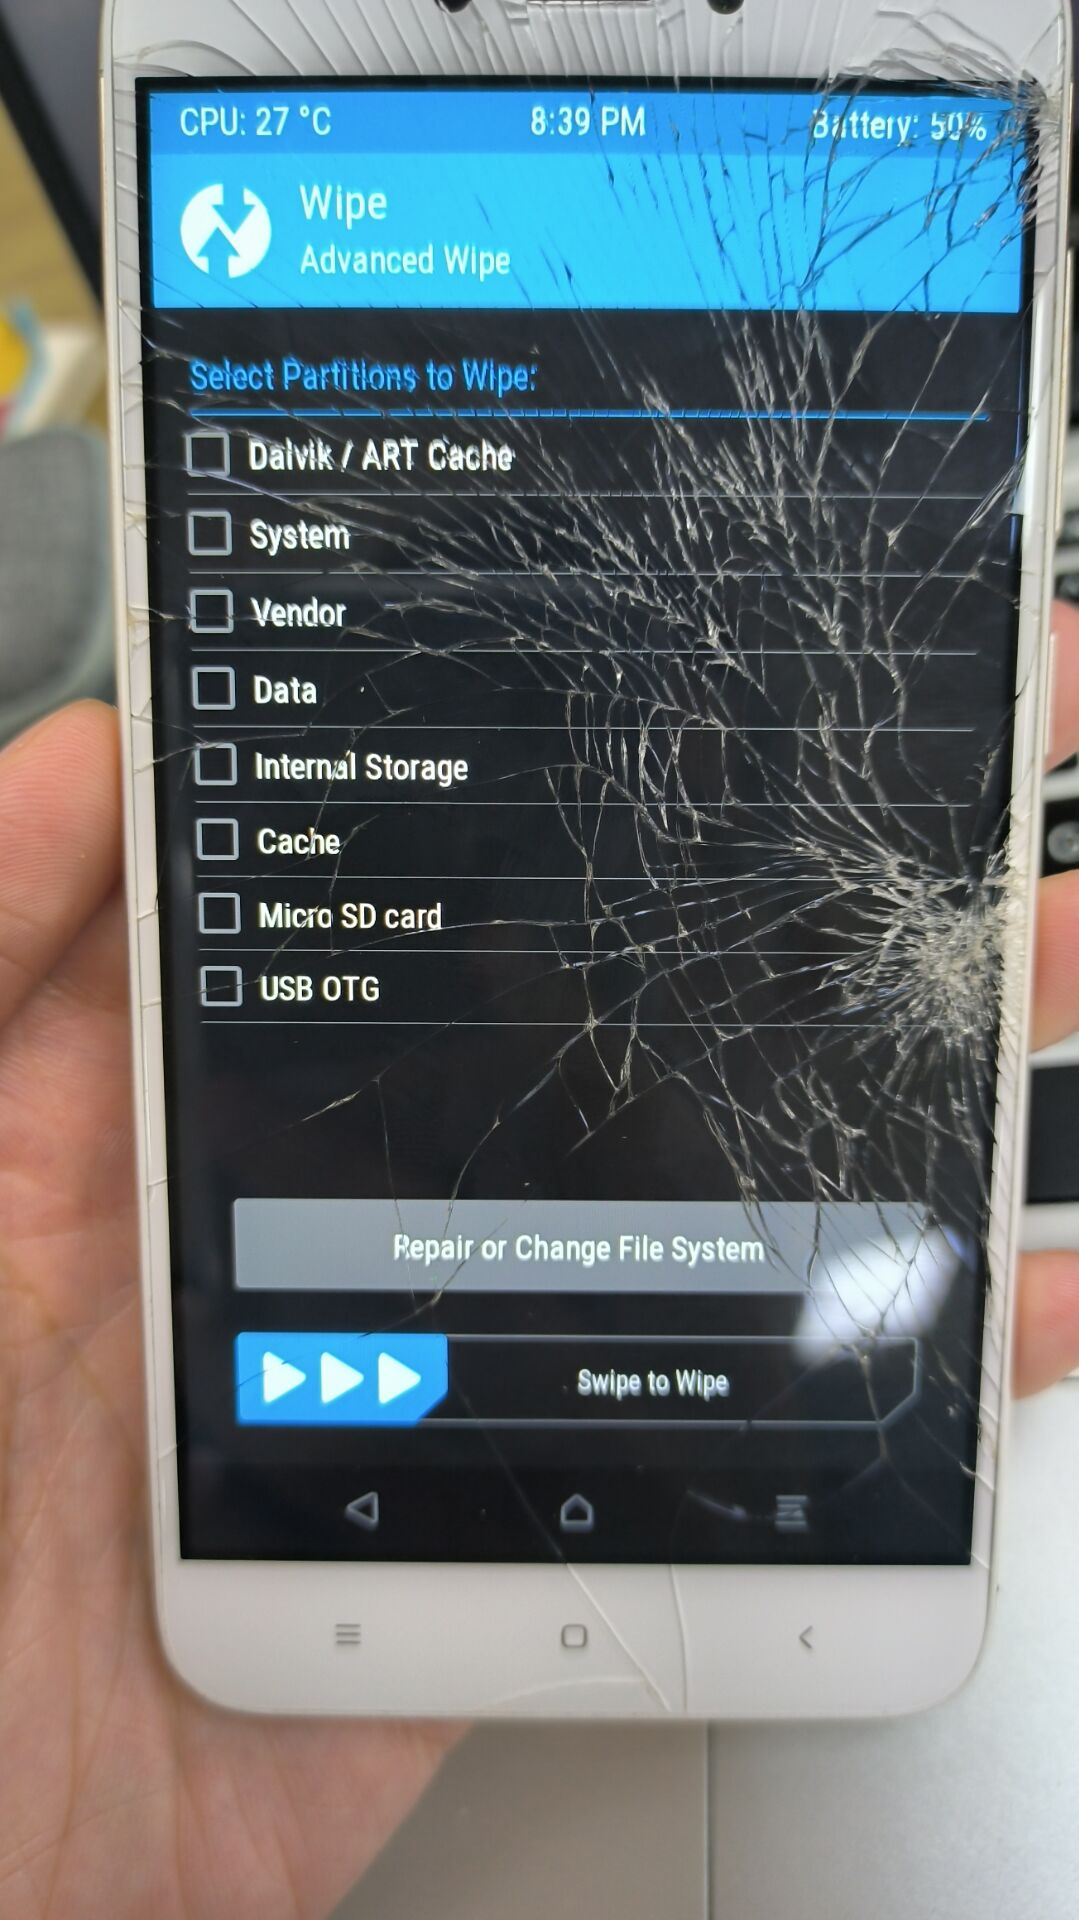 CPU: 27 °C 8:39 PM Battery: 50%
Wipe
Advanced Wipe
Select Partitions to Wipe:
Dalvik / ART Cache
System
Vendor
Data
Internal Storage
Cache
Micro SD card
USB OTG
Repair or Change File System
Swipe to Wipe